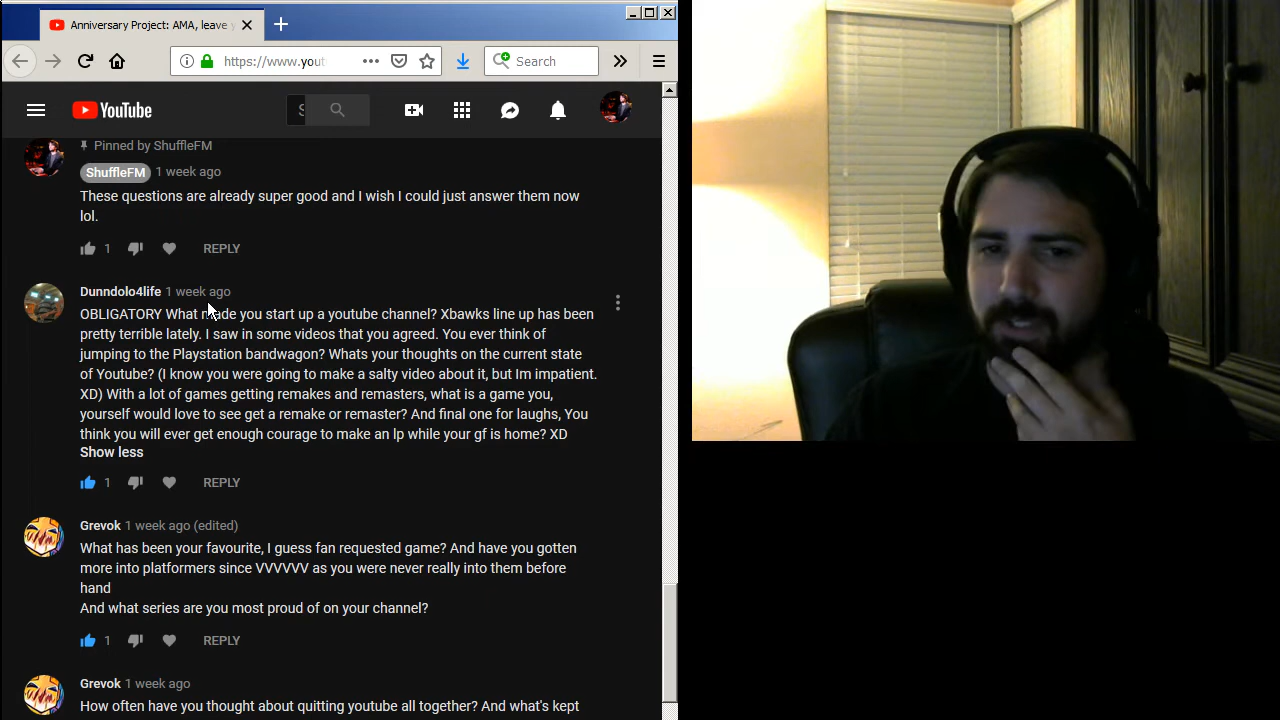 Anniversary Project: AMA, leave
https://www.yout
Search
YouTube
S
Pinned by ShuffleFM
ShuffleFM 1 week ago
These questions are already super good and I wish I could just answer them now
lol.
1 REPLY
Dunndolo4life 1 week ago
OBLIGATORY What made you start up a youtube channel? Xbawks line up has been
pretty terrible lately. I saw in some videos that you agreed. You ever think of
jumping to the Playstation bandwagon? Whats your thoughts on the current state
of Youtube? (I know you were going to make a salty video about it, but Im impatient.
XD) With a lot of games getting remakes and remasters, what is a game you,
yourself would love to see get a remake or remaster? And final one for laughs, You
think you will ever get enough courage to make an lp while your gf is home? XD
Show less
1 REPLY
Grevok 1 week ago (edited)
What has been your favourite, I guess fan requested game? And have you gotten
more into platformers since VVVVVV as you were never really into them before
hand
And what series are you most proud of on your channel?
1 REPLY
Grevok 1 week ago
How often have you thought about quitting youtube all together? And what's kept